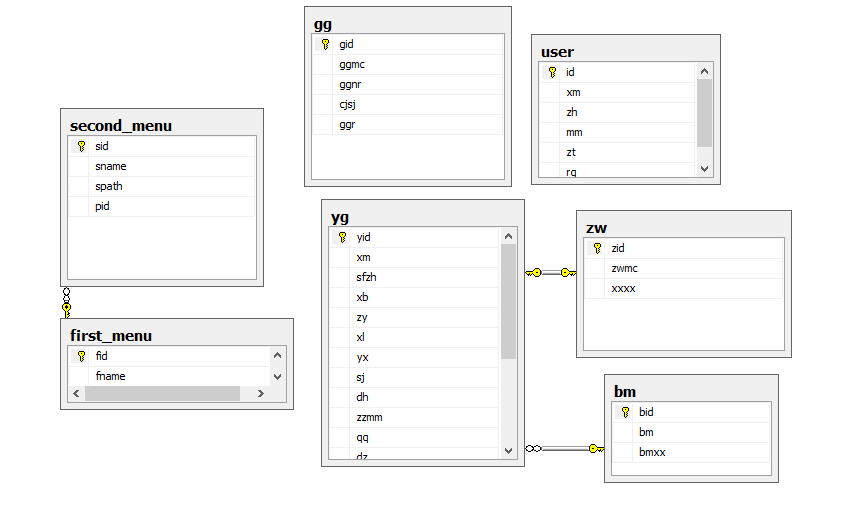 gg
gid
ggmc
ggnr
cjsj
ggr
user
id
xm
zh
mm
zt
rq
second_menu
sid
sname
spath
pid
yg
yid
xm
sfzh
xb
zy
xl
yx
sj
dh
zzmm
qq
dz
zw
zid
zwmc
xxxx
first_menu
fid
fname
bm
bid
bm
bmxx